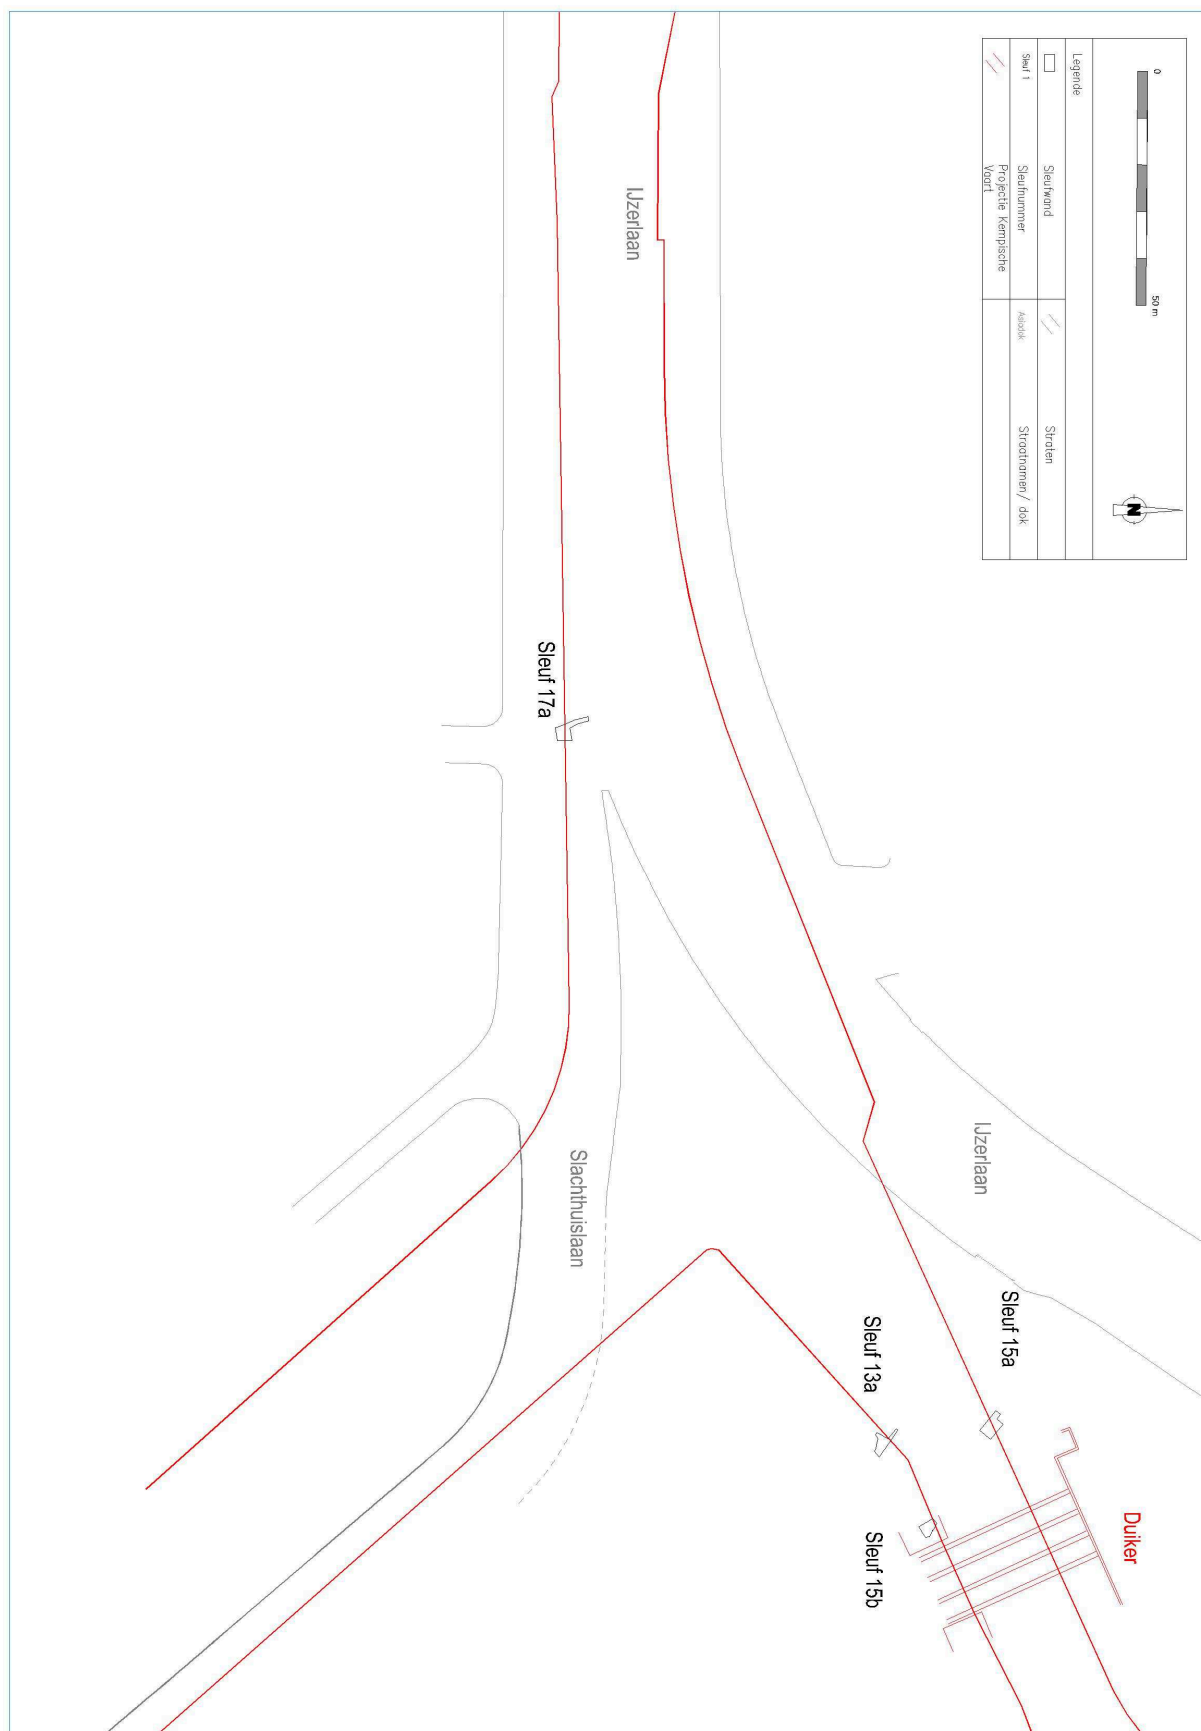 0
50 m
N
Legende
Sleufwand
Straten
Sleuf 1
Sleufnummer
Asiadok
Straatnamen/ dok
Projectie Kempische
Vaart
IJzerlaan
Sleuf 17a
IJzerlaan
Slachthuislaan
Sleuf 15a
Sleuf 13a
Duiker
Sleuf 15b